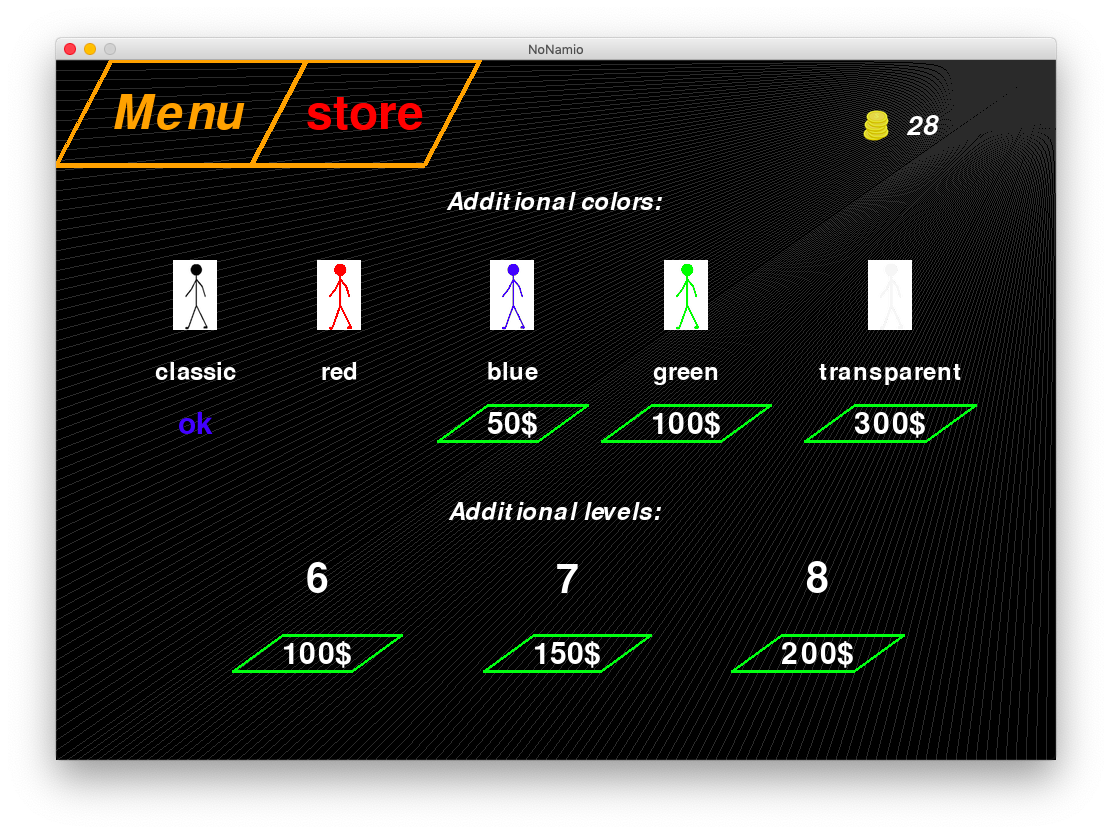 NoNamio
Menu store
28
Additional colors:
classic red blue green transparent
ok 50$ 100$ 300$
Additional levels:
6 7 8
100$ 150$ 200$